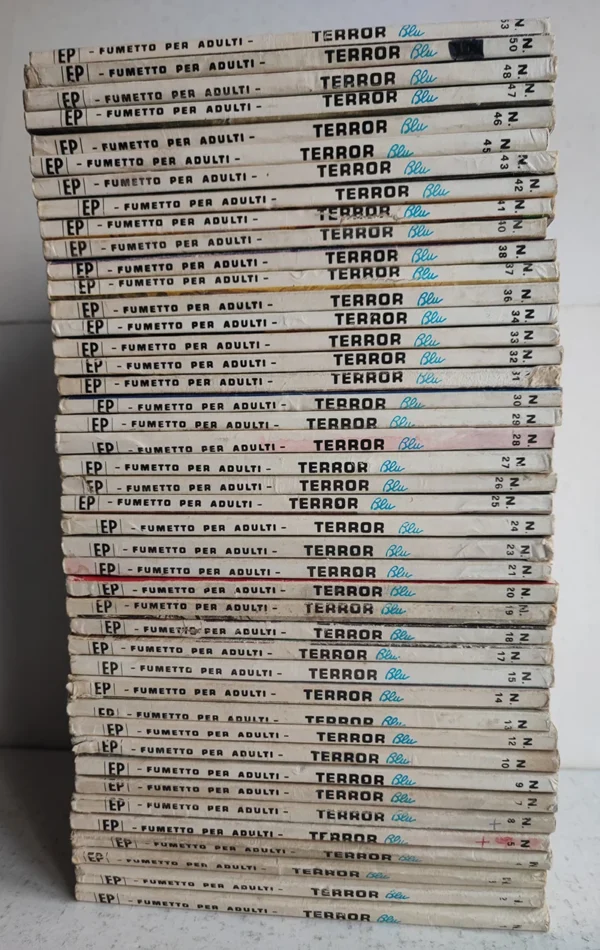 EP - FUMETTO PER ADULTI - TERROR Blu N. 53
EP - FUMETTO PER ADULTI - TERROR Blu N. 50
EP - FUMETTO PER ADULTI - TERROR Blu N. 48
EP - FUMETTO PER ADULTI - TERROR Blu N. 47
EP - FUMETTO PER ADULTI - TERROR Blu N. 46
EP - FUMETTO PER ADULTI - TERROR Blu N. 45
EP - FUMETTO PER ADULTI - TERROR Blu N. 43
EP - FUMETTO PER ADULTI - TERROR Blu N. 42
EP - FUMETTO PER ADULTI - TERROR Blu N. 41
EP - FUMETTO PER ADULTI - TERROR Blu N. 40
EP - FUMETTO PER ADULTI - TERROR Blu N. 38
EP - FUMETTO PER ADULTI - TERROR Blu N. 37
EP - FUMETTO PER ADULTI - TERROR Blu N. 36
EP - FUMETTO PER ADULTI - TERROR Blu N. 34
EP - FUMETTO PER ADULTI - TERROR Blu N. 33
EP - FUMETTO PER ADULTI - TERROR Blu N. 32
EP - FUMETTO PER ADULTI - TERROR Blu N. 31
EP - FUMETTO PER ADULTI - TERROR Blu N. 30
EP - FUMETTO PER ADULTI - TERROR Blu N. 29
EP - FUMETTO PER ADULTI - TERROR Blu N. 28
EP - FUMETTO PER ADULTI - TERROR Blu N. 27
EP - FUMETTO PER ADULTI - TERROR Blu N. 26
EP - FUMETTO PER ADULTI - TERROR Blu N. 25
EP - FUMETTO PER ADULTI - TERROR Blu N. 24
EP - FUMETTO PER ADULTI - TERROR Blu N. 23
EP - FUMETTO PER ADULTI - TERROR Blu N. 21
EP - FUMETTO PER ADULTI - TERROR Blu N. 20
EP - FUMETTO PER ADULTI - TERROR Blu N. 19
EP - FUMETTO PER ADULTI - TERROR Blu N. 18
EP - FUMETTO PER ADULTI - TERROR Blu N. 17
EP - FUMETTO PER ADULTI - TERROR Blu N. 15
EP - FUMETTO PER ADULTI - TERROR Blu N. 14
EP - FUMETTO PER ADULTI - TERROR Blu N. 13
EP - FUMETTO PER ADULTI - TERROR Blu N. 12
EP - FUMETTO PER ADULTI - TERROR Blu N. 10
EP - FUMETTO PER ADULTI - TERROR Blu N. 9
EP - FUMETTO PER ADULTI - TERROR Blu N. 7
EP - FUMETTO PER ADULTI - TERROR Blu N. 8
EP - FUMETTO PER ADULTI - TERROR Blu N. 5
EP - FUMETTO PER ADULTI - TERROR Blu N.
EP - FUMETTO PER ADULTI - TERROR Blu
EP - FUMETTO PER ADULTI - TERROR Blu
EP - FUMETTO PER ADULTI - TERROR Blu